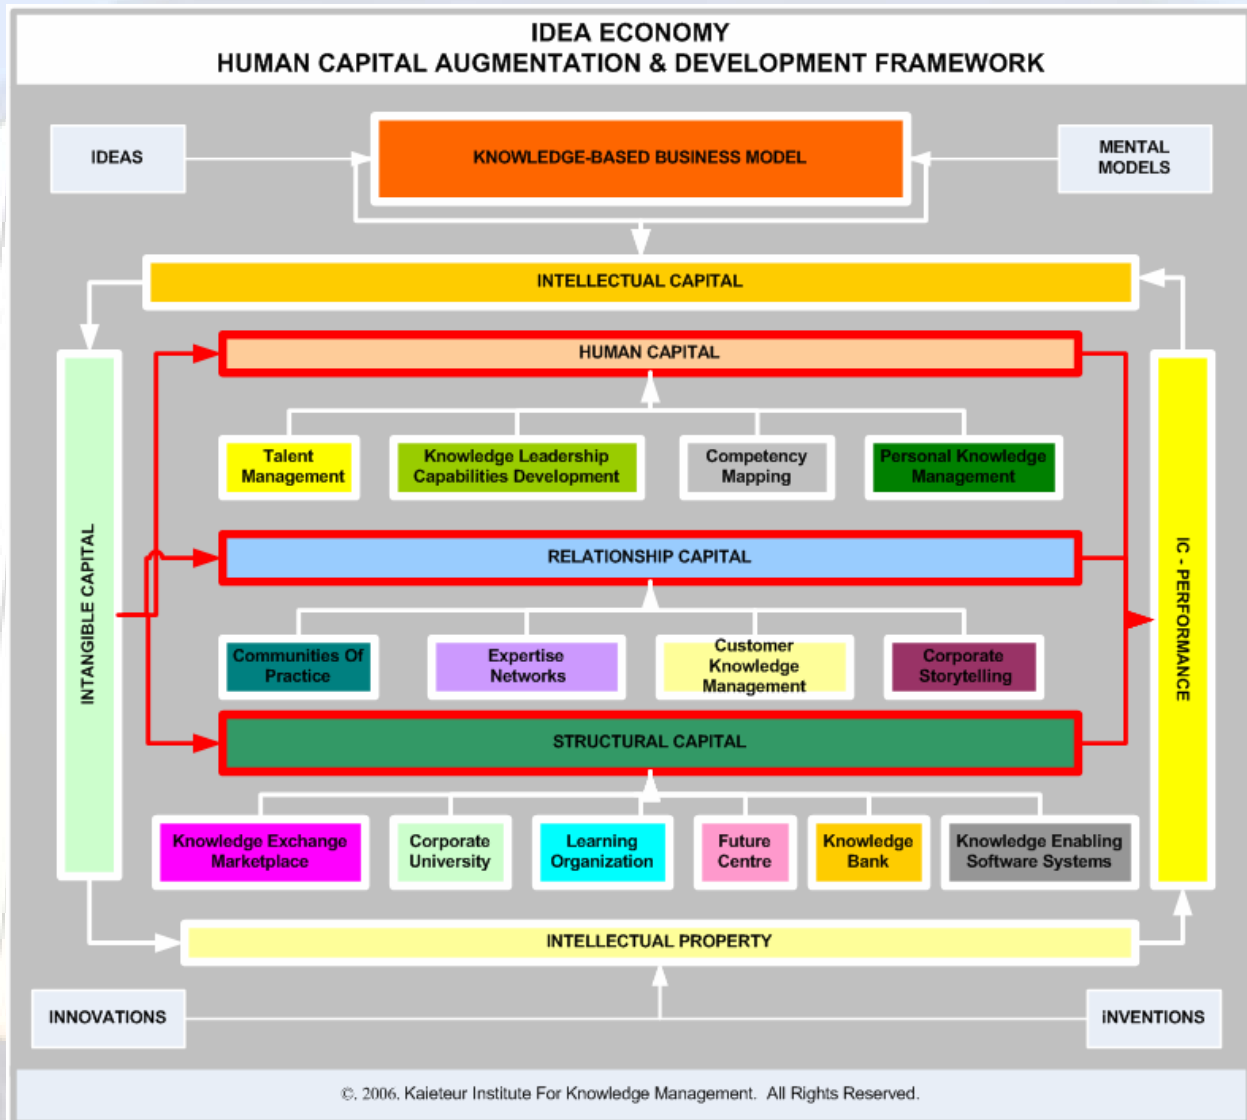 IDEA ECONOMY
HUMAN CAPITAL AUGMENTATION & DEVELOPMENT FRAMEWORK
IDEAS
KNOWLEDGE-BASED BUSINESS MODEL
MENTAL
MODELS
INTELLECTUAL CAPITAL
HUMAN CAPITAL
Talent
Management
Knowledge Leadership
Capabilities Development
Competency
Mapping
Personal Knowledge
Management
INTANGIBLE CAPITAL
RELATIONSHIP CAPITAL
IC - PERFORMANCE
Communities Of
Practice
Expertise
Networks
Customer
Knowledge
Management
Corporate
Storytelling
STRUCTURAL CAPITAL
Knowledge Exchange
Marketplace
Corporate
University
Learning
Organization
Future
Centre
Knowledge
Bank
Knowledge Enabling
Software Systems
INTELLECTUAL PROPERTY
INNOVATIONS
iNVENTIONS
©, 2006. Kaieteur Institute For Knowledge Management. All Rights Reserved.